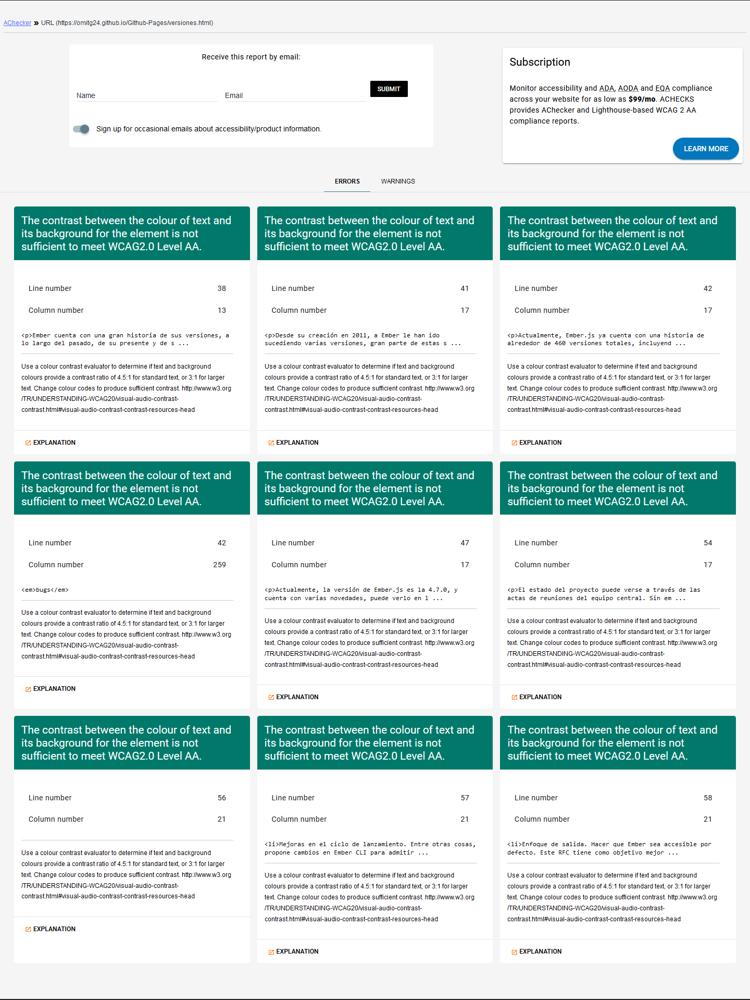 AChecker » URL (https://omitg24.github.io/Github-Pages/versiones.html)
Receive this report by email:
Name
Email
SUBMIT
Sign up for occasional emails about accessibility/product information.
Subscription
Monitor accessibility and ADA, AODA and EQA compliance
across your website for as low as $99/mo. ACHECKS
provides AChecker and Lighthouse-based WCAG 2 AA
compliance reports.
LEARN MORE
ERRORS
WARNINGS
The contrast between the colour of text and
its background for the element is not
sufficient to meet WCAG2.0 Level AA.
Line number 38
Column number 13
<p>Ember cuenta con una gran historia de sus versiones, a
lo largo del pasado, de su presente y de s ...
Use a colour contrast evaluator to determine if text and background
colours provide a contrast ratio of 4.5:1 for standard text, or 3:1 for larger
text. Change colour codes to produce sufficient contrast. http://www.w3.org
/TR/UNDERSTANDING-WCAG20/visual-audio-contrast-
contrast.html#visual-audio-contrast-contrast-resources-head
EXPLANATION
The contrast between the colour of text and
its background for the element is not
sufficient to meet WCAG2.0 Level AA.
Line number 41
Column number 17
<p>Desde su creación en 2011, a Ember le han ido
sucediendo varias versiones, gran parte de estas s ...
Use a colour contrast evaluator to determine if text and background
colours provide a contrast ratio of 4.5:1 for standard text, or 3:1 for larger
text. Change colour codes to produce sufficient contrast. http://www.w3.org
/TR/UNDERSTANDING-WCAG20/visual-audio-contrast-
contrast.html#visual-audio-contrast-contrast-resources-head
EXPLANATION
The contrast between the colour of text and
its background for the element is not
sufficient to meet WCAG2.0 Level AA.
Line number 42
Column number 17
<p>Actualmente, Ember.js ya cuenta con una historia de
alrededor de 460 versiones totales, incluyend ...
Use a colour contrast evaluator to determine if text and background
colours provide a contrast ratio of 4.5:1 for standard text, or 3:1 for larger
text. Change colour codes to produce sufficient contrast. http://www.w3.org
/TR/UNDERSTANDING-WCAG20/visual-audio-contrast-
contrast.html#visual-audio-contrast-contrast-resources-head
EXPLANATION
The contrast between the colour of text and
its background for the element is not
sufficient to meet WCAG2.0 Level AA.
Line number 42
Column number 259
<em>bugs</em>
Use a colour contrast evaluator to determine if text and background
colours provide a contrast ratio of 4.5:1 for standard text, or 3:1 for larger
text. Change colour codes to produce sufficient contrast. http://www.w3.org
/TR/UNDERSTANDING-WCAG20/visual-audio-contrast-
contrast.html#visual-audio-contrast-contrast-resources-head
EXPLANATION
The contrast between the colour of text and
its background for the element is not
sufficient to meet WCAG2.0 Level AA.
Line number 47
Column number 17
<p>Actualmente, la versión de Ember.js es la 4.7.0, y
cuenta con varias novedades, puede verlo en l ...
Use a colour contrast evaluator to determine if text and background
colours provide a contrast ratio of 4.5:1 for standard text, or 3:1 for larger
text. Change colour codes to produce sufficient contrast. http://www.w3.org
/TR/UNDERSTANDING-WCAG20/visual-audio-contrast-
contrast.html#visual-audio-contrast-contrast-resources-head
EXPLANATION
The contrast between the colour of text and
its background for the element is not
sufficient to meet WCAG2.0 Level AA.
Line number 54
Column number 17
<p>El estado del proyecto puede verse a través de las
actas de reuniones del equipo central. Sin em ...
Use a colour contrast evaluator to determine if text and background
colours provide a contrast ratio of 4.5:1 for standard text, or 3:1 for larger
text. Change colour codes to produce sufficient contrast. http://www.w3.org
/TR/UNDERSTANDING-WCAG20/visual-audio-contrast-
contrast.html#visual-audio-contrast-contrast-resources-head
EXPLANATION
The contrast between the colour of text and
its background for the element is not
sufficient to meet WCAG2.0 Level AA.
Line number 56
Column number 21
Use a colour contrast evaluator to determine if text and background
colours provide a contrast ratio of 4.5:1 for standard text, or 3:1 for larger
text. Change colour codes to produce sufficient contrast. http://www.w3.org
/TR/UNDERSTANDING-WCAG20/visual-audio-contrast-
contrast.html#visual-audio-contrast-contrast-resources-head
EXPLANATION
The contrast between the colour of text and
its background for the element is not
sufficient to meet WCAG2.0 Level AA.
Line number 57
Column number 21
<li>Mejoras en el ciclo de lanzamiento. Entre otras cosas,
propone cambios en Ember CLI para admitir ...
Use a colour contrast evaluator to determine if text and background
colours provide a contrast ratio of 4.5:1 for standard text, or 3:1 for larger
text. Change colour codes to produce sufficient contrast. http://www.w3.org
/TR/UNDERSTANDING-WCAG20/visual-audio-contrast-
contrast.html#visual-audio-contrast-contrast-resources-head
EXPLANATION
The contrast between the colour of text and
its background for the element is not
sufficient to meet WCAG2.0 Level AA.
Line number 58
Column number 21
<li>Enfoque de salida. Hacer que Ember sea accesible por
defecto. Este RFC tiene como objetivo mejor ...
Use a colour contrast evaluator to determine if text and background
colours provide a contrast ratio of 4.5:1 for standard text, or 3:1 for larger
text. Change colour codes to produce sufficient contrast. http://www.w3.org
/TR/UNDERSTANDING-WCAG20/visual-audio-contrast-
contrast.html#visual-audio-contrast-contrast-resources-head
EXPLANATION